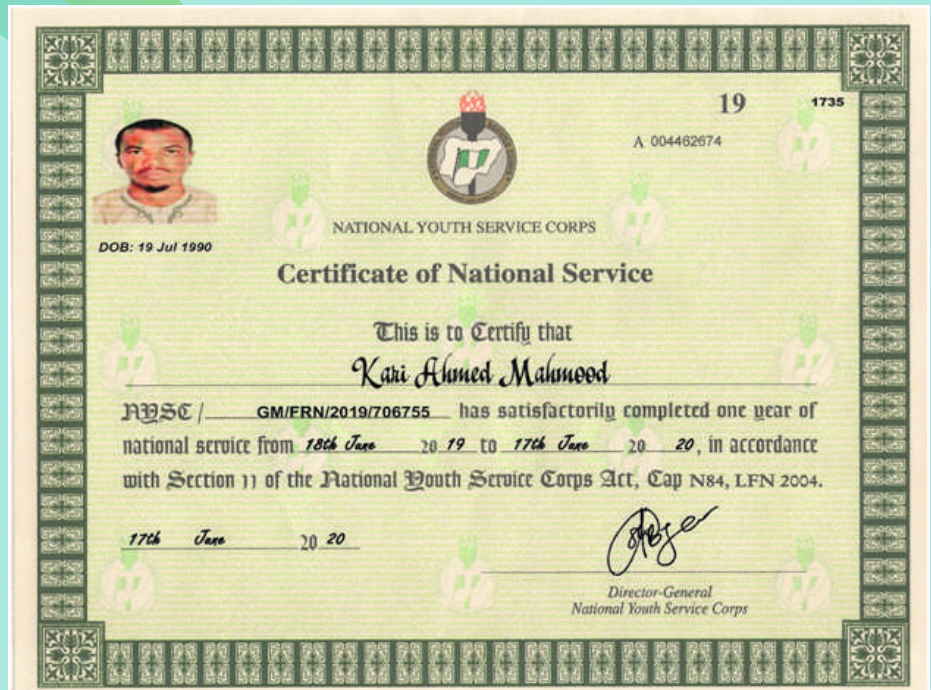 19 1735
A 004462674
DOB: 19 Jul 1990
NATIONAL YOUTH SERVICE CORPS
Certificate of National Service
This is to Certify that
Kari Ahmed Mahmood
NYSC/ GM/FRN/2019/706755 has satisfactorily completed one year of
national service from 18th June 20 19 to 17th June 20 20, in accordance
with Section 11 of the National Youth Service Corps Act, Cap N84, LFN 2004.
17th June 20 20
Director-General
National Youth Service Corps